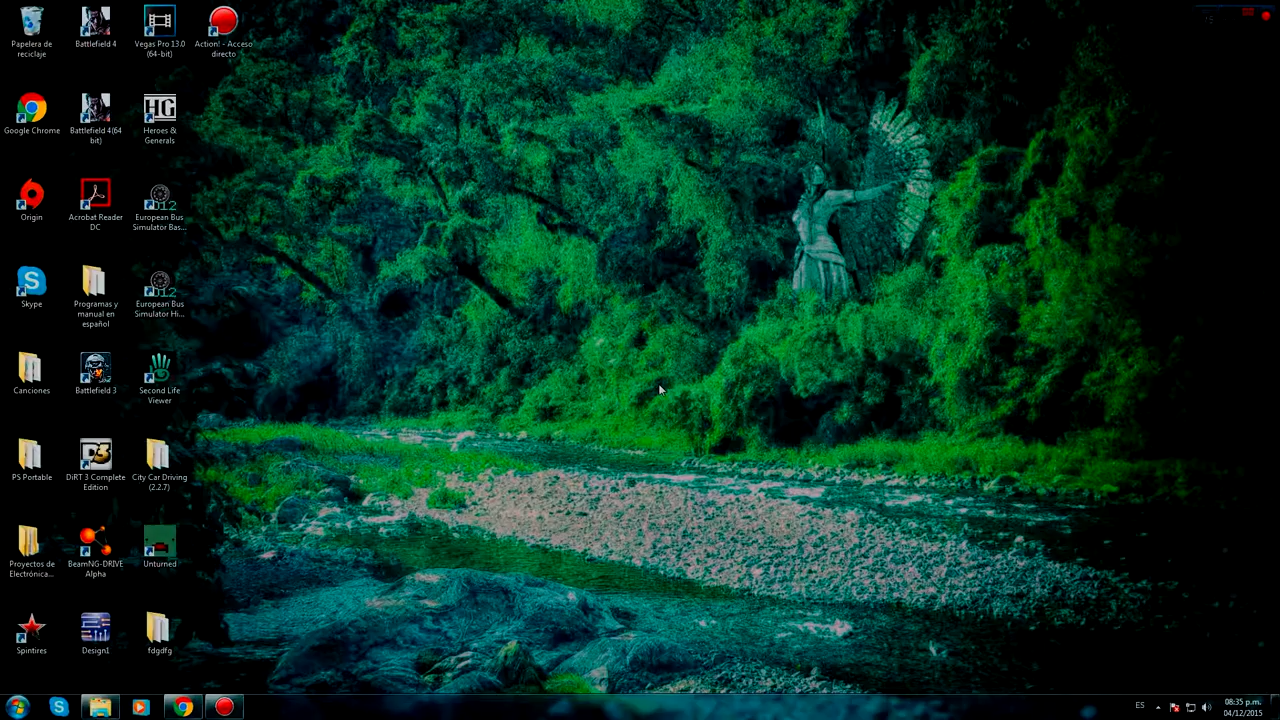 Papelera de
reciclaje
Battlefield 4
Vegas Pro 13.0
(64-bit)
Action! - Acceso
directo
Google Chrome
Battlefield 4(64
bit)
HG
Heroes &
Generals
Origin
Acrobat Reader
DC
European Bus
Simulator Bas...
Skype
Programas y
manual en
español
European Bus
Simulator Hi...
Canciones
Battlefield 3
Second Life
Viewer
PS Portable
D3
DiRT 3 Complete
Edition
City Car Driving
(2.2.7)
Proyectos de
Electrónica...
BeamNG-DRIVE
Alpha
Unturned
Spintires
Design1
fdgdfg
ES
08:35 p.m.
04/12/2015